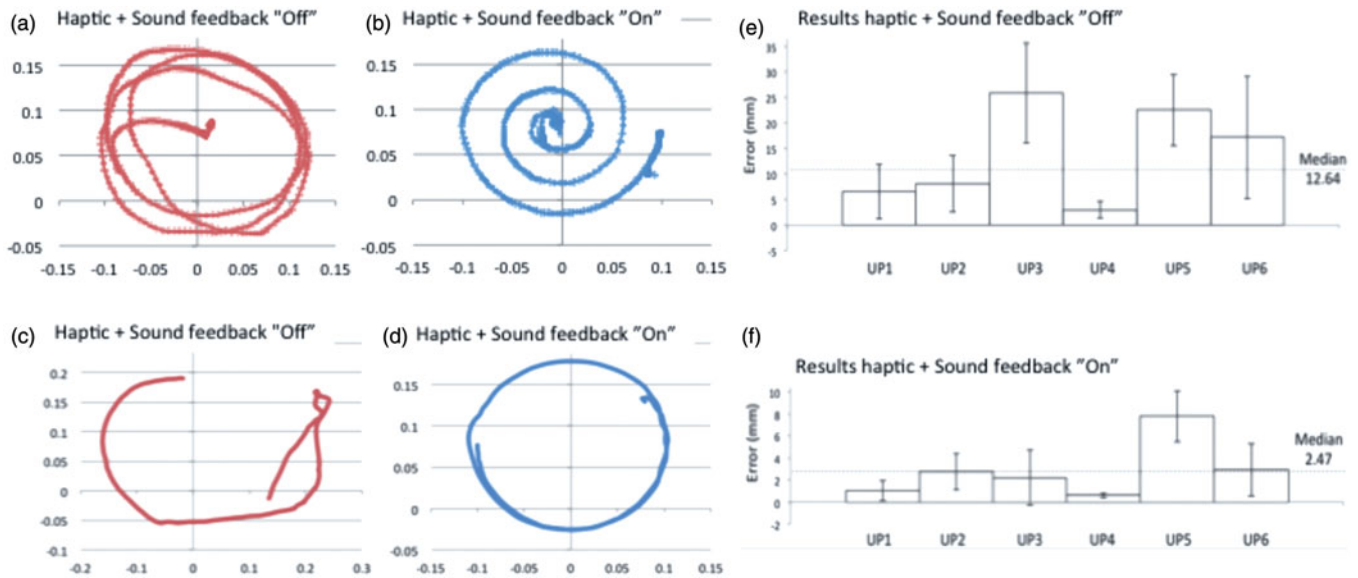 (a) Haptic + Sound feedback "Off"
0.15
0.1
0.05
0
-0.05
-0.15 -0.1 -0.05 0 0.05 0.1 0.15
(b) Haptic + Sound feedback "On"
0.15
0.1
0.05
0
-0.05
-0.15 -0.1 -0.05 0 0.05 0.1 0.15
(e) Results haptic + Sound feedback "Off"
Error (mm)
35
30
25
20
15
10
5
0
-5
Median
12.64
UP1 UP2 UP3 UP4 UP5 UP6
(c) Haptic + Sound feedback "Off"
0.2
0.15
0.1
0.05
0
-0.05
-0.1
-0.2 -0.1 0 0.1 0.2 0.3
(d) Haptic + Sound feedback "On"
0.15
0.1
0.05
0
-0.05
-0.15 -0.1 -0.05 0 0.05 0.1 0.15
(f) Results haptic + Sound feedback "On"
Error (mm)
10
8
6
4
2
0
-2
Median
2.47
UP1 UP2 UP3 UP4 UP5 UP6